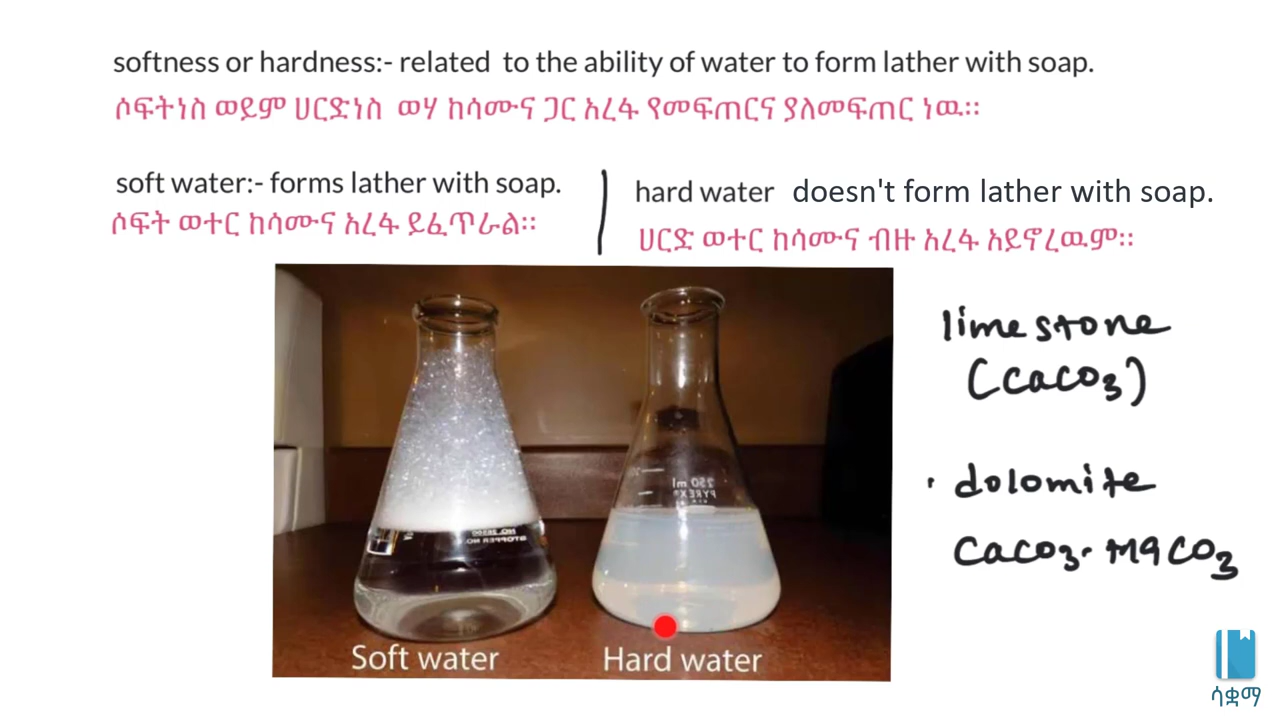 softness or hardness:- related to the ability of water to form lather with soap.
ሶፍትነስ ወይም ሀርድነስ ወሃ ከሳሙና ጋር አረፋ የመፍጠርና ያለመፍጠር ነዉ።
soft water:- forms lather with soap.
ሶፍት ወተር ከሳሙና አረፋ ይፈጥራል።
hard water doesn't form lather with soap.
ሀርድ ወተር ከሳሙና ብዙ አረፋ አይኖረዉም።
limestone
(CaCO3)
dolomite
CaCO3. MgCO3
250 ml
PYREX®
STOPPER NO.
Soft water
Hard water
ሳቋማ